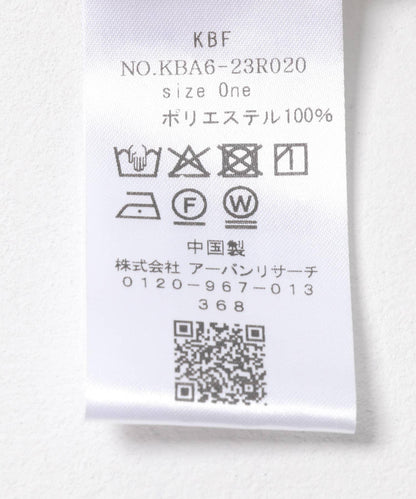 KBF
NO.KBA6-23R020
size One
ポリエステル100%
F W
中国製
株式会社 アーバンリサーチ
0120-967-013
368